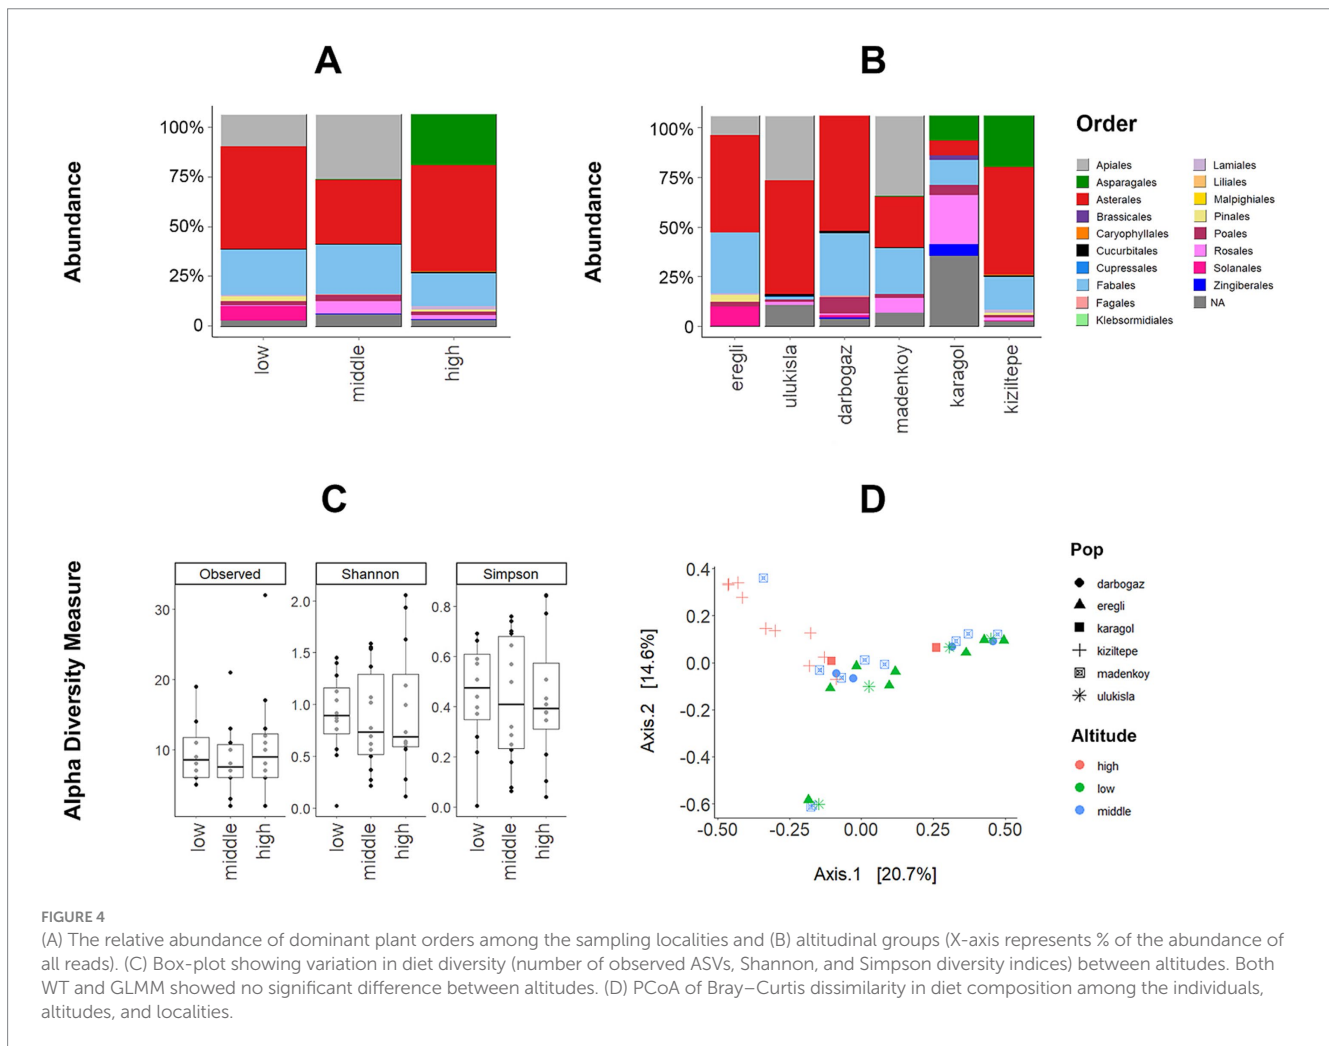 A
B
100%
75%
50%
25%
0
Abundance
low
middle
high
100%
75%
50%
25%
0
Abundance
eregli
ulukisla
darbogaz
madenkoy
karagol
kiziltepe
Order
Apiales
Asparagales
Asterales
Brassicales
Caryophyllales
Cucurbitales
Cupressales
Fabales
Fagales
Klebsormidiales
Lamiales
Liliales
Malpighiales
Pinales
Poales
Rosales
Solanales
Zingiberales
NA
C
D
Alpha Diversity Measure
Observed
Shannon
Simpson
30
20
10
2.0
1.5
1.0
0.5
0.0
0.8
0.6
0.4
0.2
0.0
low
middle
high
low
middle
high
low
middle
high
Axis.2 [14.6%]
0.4
0.2
0.0
-0.2
-0.4
-0.6
-0.50
-0.25
0.00
0.25
0.50
Axis.1 [20.7%]
Pop
darbogaz
eregli
karagol
kiziltepe
madenkoy
ulukisla
Altitude
high
low
middle
FIGURE 4
(A) The relative abundance of dominant plant orders among the sampling localities and (B) altitudinal groups (X-axis represents % of the abundance of
all reads). (C) Box-plot showing variation in diet diversity (number of observed ASVs, Shannon, and Simpson diversity indices) between altitudes. Both
WT and GLMM showed no significant difference between altitudes. (D) PCoA of Bray–Curtis dissimilarity in diet composition among the individuals,
altitudes, and localities.